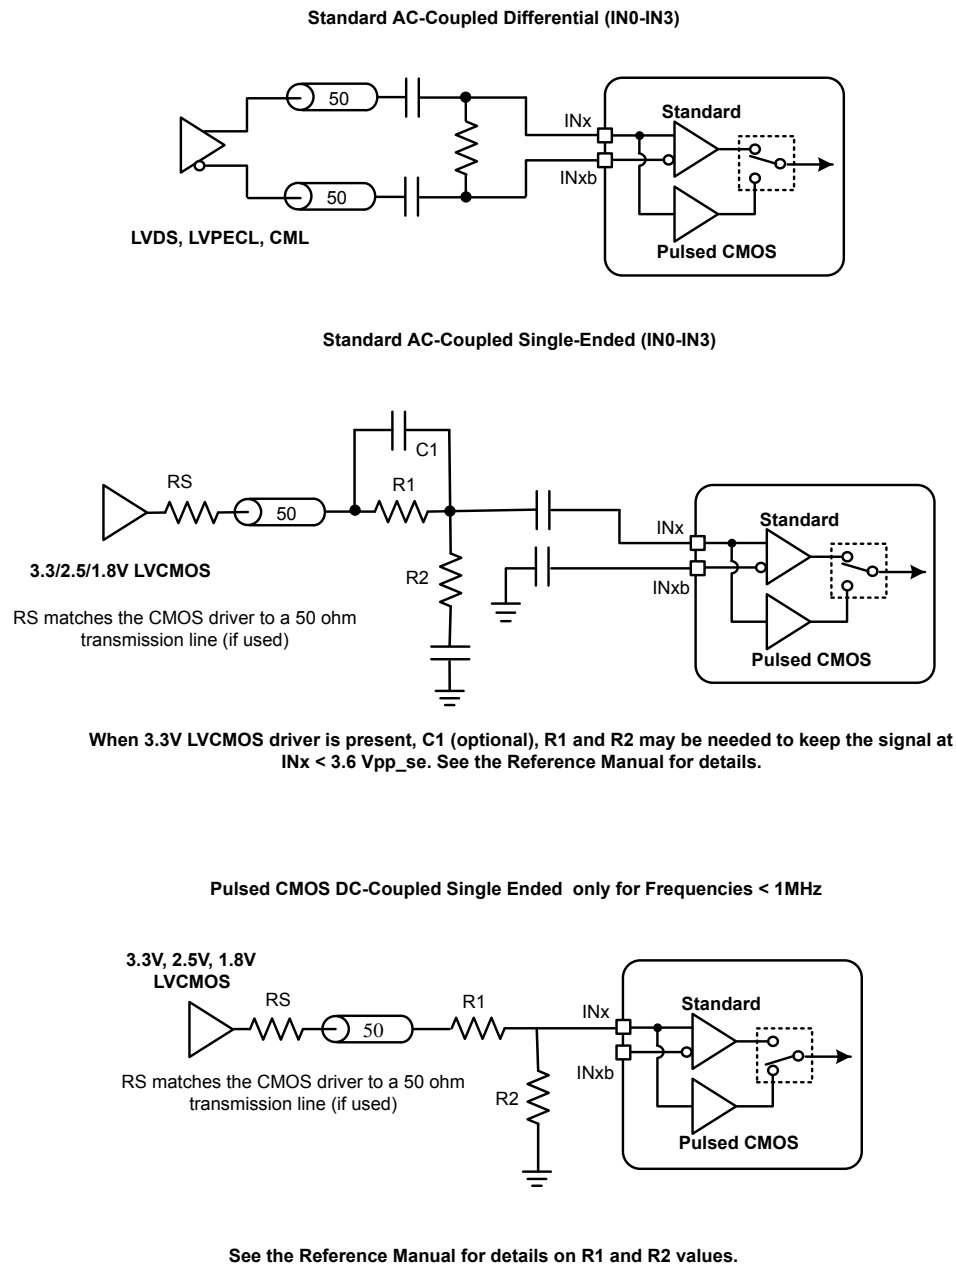 Standard AC-Coupled Differential (IN0-IN3)
50
INx
Standard
INxb
50
LVDS, LVPECL, CML
Pulsed CMOS
Standard AC-Coupled Single-Ended (IN0-IN3)
C1
RS
R1
50
INx
Standard
3.3/2.5/1.8V LVCMOS
R2
INxb
RS matches the CMOS driver to a 50 ohm
transmission line (if used)
Pulsed CMOS
When 3.3V LVCMOS driver is present, C1 (optional), R1 and R2 may be needed to keep the signal at
INx < 3.6 Vpp_se. See the Reference Manual for details.
Pulsed CMOS DC-Coupled Single Ended  only for Frequencies < 1MHz
3.3V, 2.5V, 1.8V
LVCMOS
RS
R1
INx
Standard
50
INxb
RS matches the CMOS driver to a 50 ohm
transmission line (if used)
R2
Pulsed CMOS
See the Reference Manual for details on R1 and R2 values.